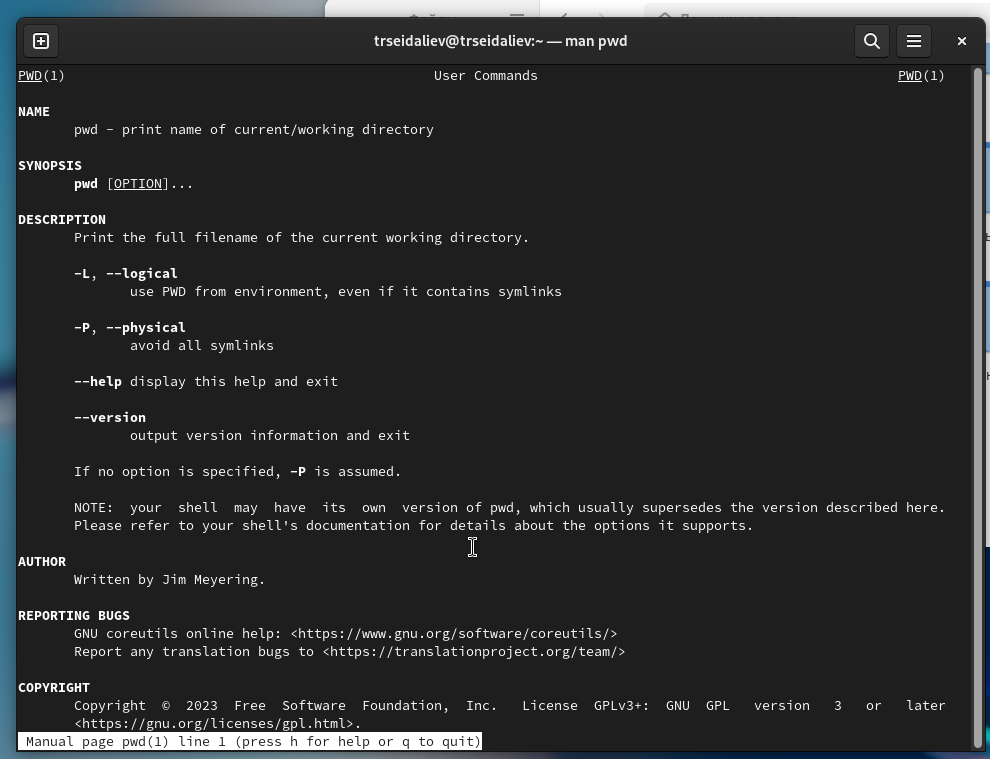 trseidaliev@trseidaliev:~ — man pwd
PWD(1) User Commands PWD(1)
NAME
pwd - print name of current/working directory
SYNOPSIS
pwd [OPTION]...
DESCRIPTION
Print the full filename of the current working directory.
-L, --logical
use PWD from environment, even if it contains symlinks
-P, --physical
avoid all symlinks
--help display this help and exit
--version
output version information and exit
If no option is specified, -P is assumed.
NOTE: your shell may have its own version of pwd, which usually supersedes the version described here.
Please refer to your shell's documentation for details about the options it supports.
AUTHOR
Written by Jim Meyering.
REPORTING BUGS
GNU coreutils online help: <https://www.gnu.org/software/coreutils/>
Report any translation bugs to <https://translationproject.org/team/>
COPYRIGHT
Copyright © 2023 Free Software Foundation, Inc. License GPLv3+: GNU GPL version 3 or later
<https://gnu.org/licenses/gpl.html>.
Manual page pwd(1) line 1 (press h for help or q to quit)